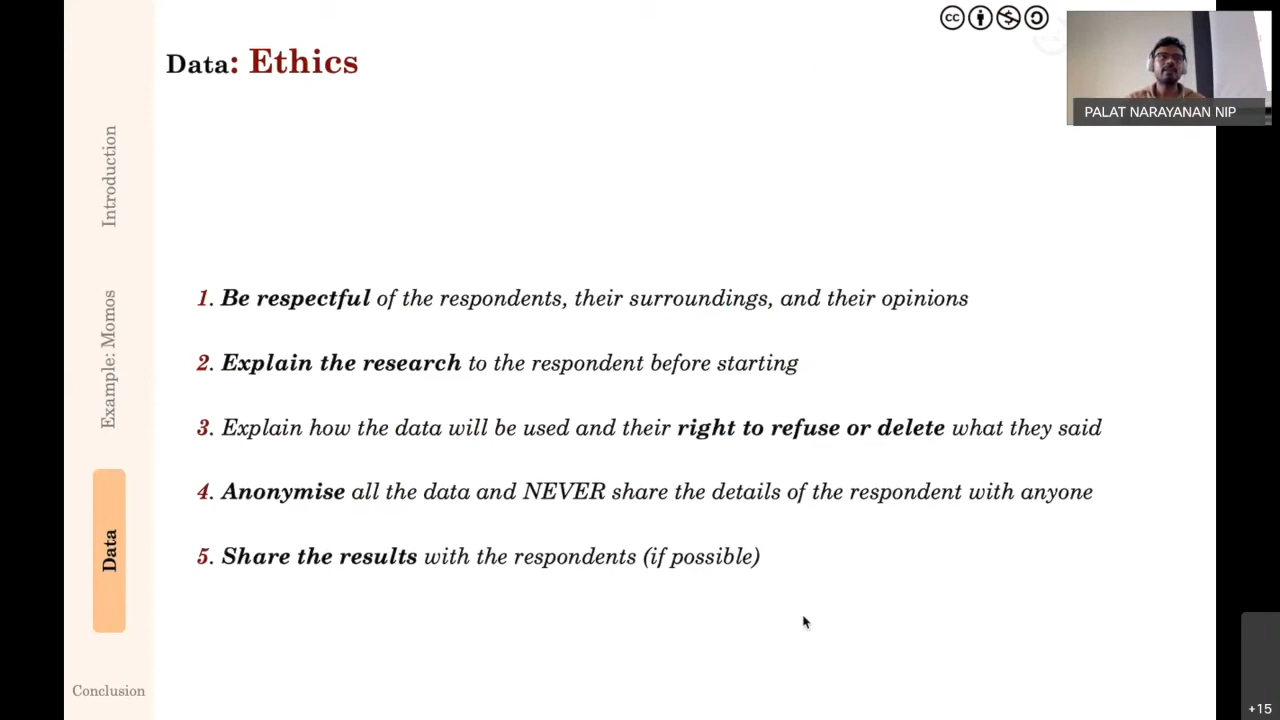 Data: Ethics
PALAT NARAYANAN NIP
Introduction
Example: Momos
Data
Conclusion
1. Be respectful of the respondents, their surroundings, and their opinions
2. Explain the research to the respondent before starting
3. Explain how the data will be used and their right to refuse or delete what they said
4. Anonymise all the data and NEVER share the details of the respondent with anyone
5. Share the results with the respondents (if possible)
+15